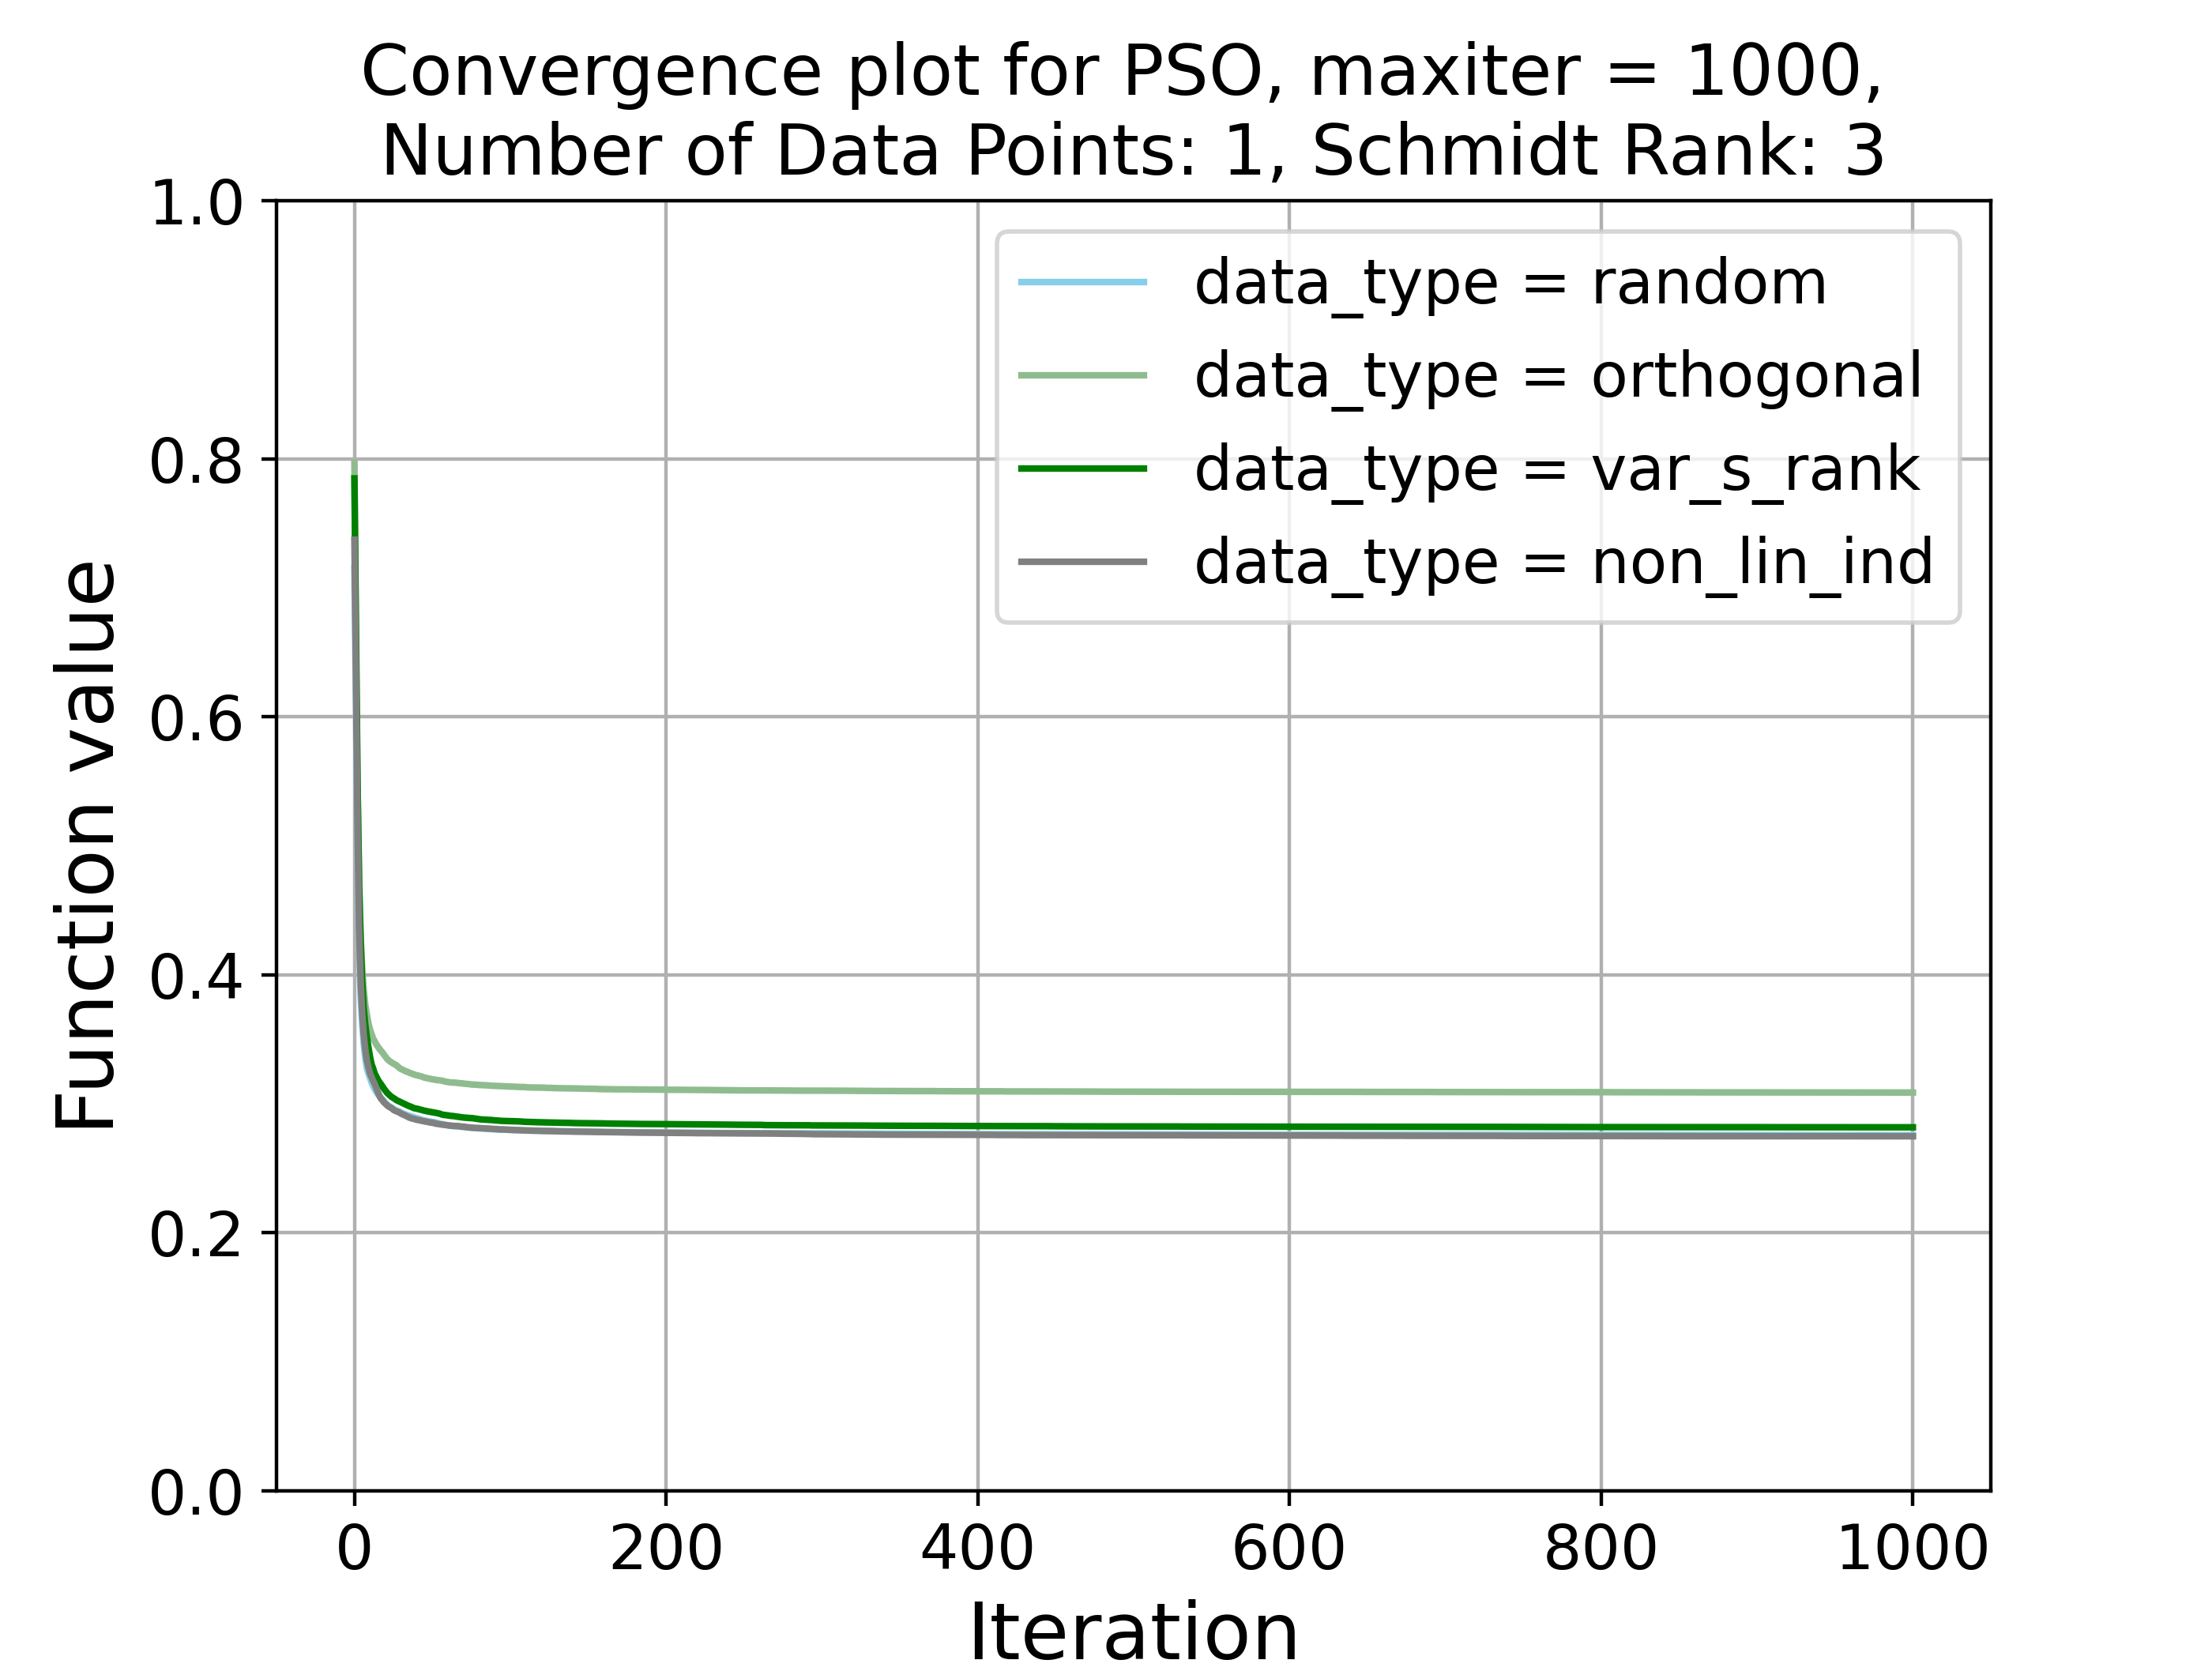 Convergence plot for PSO, maxiter = 1000,
Number of Data Points: 1, Schmidt Rank: 3
1.0
0.8
0.6
0.4
0.2
0.0
Function value
data_type = random
data_type = orthogonal
data_type = var_s_rank
data_type = non_lin_ind
0 200 400 600 800 1000
Iteration